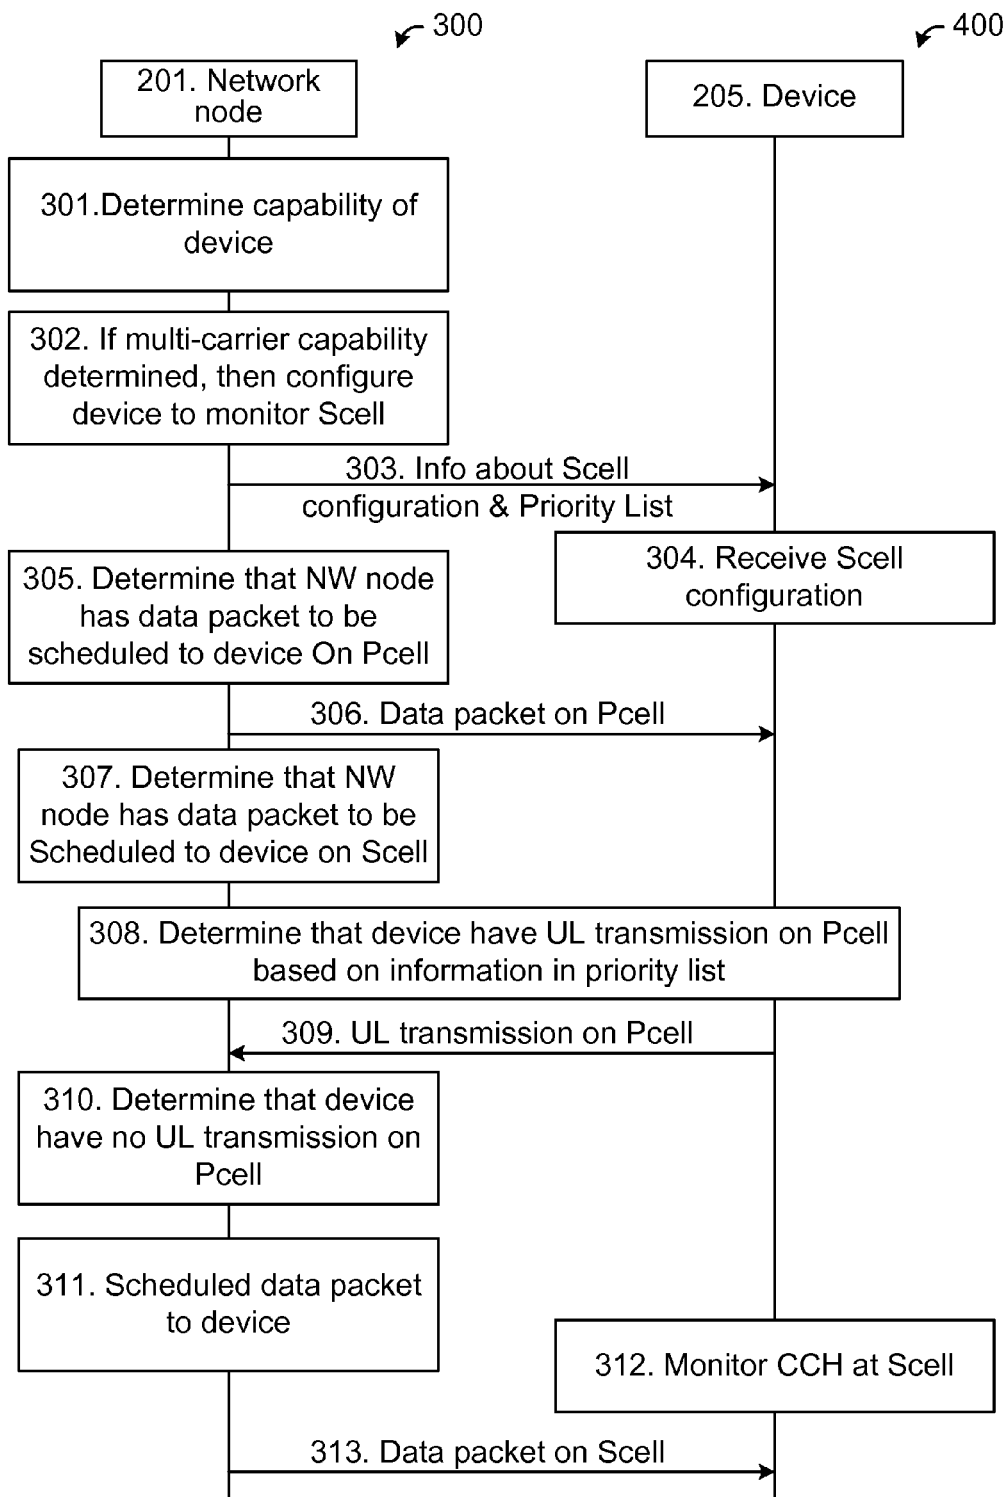 300
400
201. Network
node
205. Device
301.Determine capability of
device
302. If multi-carrier capability
determined, then configure
device to monitor Scell
303. Info about Scell
configuration & Priority List
304. Receive Scell
configuration
305. Determine that NW node
has data packet to be
scheduled to device On Pcell
306. Data packet on Pcell
307. Determine that NW
node has data packet to be
Scheduled to device on Scell
308. Determine that device have UL transmission on Pcell
based on information in priority list
309. UL transmission on Pcell
310. Determine that device
have no UL transmission on
Pcell
311. Scheduled data packet
to device
312. Monitor CCH at Scell
313. Data packet on Scell